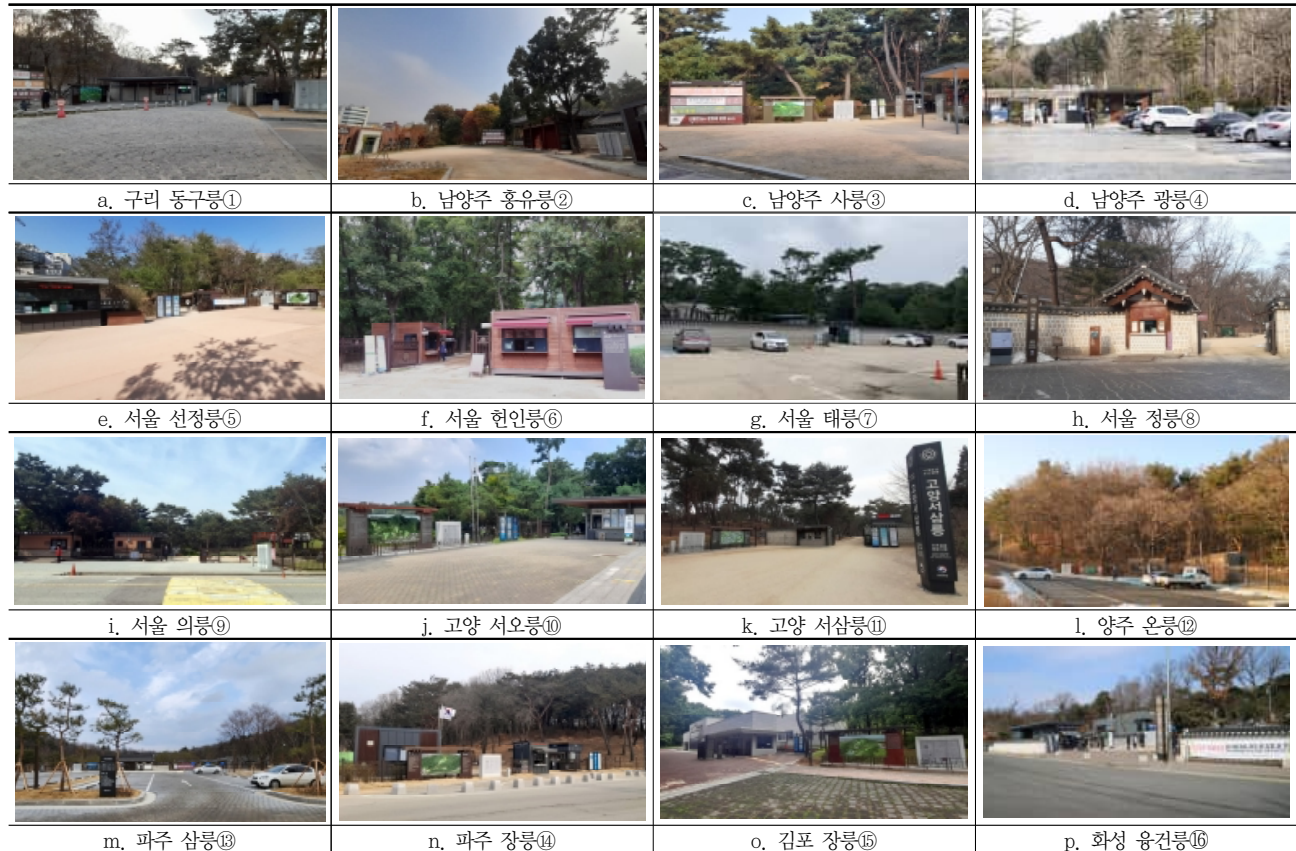 a. 구리 동구릉①
b. 남양주 홍유릉②
c. 남양주 사릉③
d. 남양주 광릉④
e. 서울 선정릉⑤
f. 서울 헌인릉⑥
g. 서울 태릉⑦
h. 서울 정릉⑧
i. 서울 의릉⑨
j. 고양 서오릉⑩
고양서삼릉
k. 고양 서삼릉⑪
l. 양주 온릉⑫
m. 파주 삼릉⑬
n. 파주 장릉⑭
o. 김포 장릉⑮
p. 화성 융건릉⑯